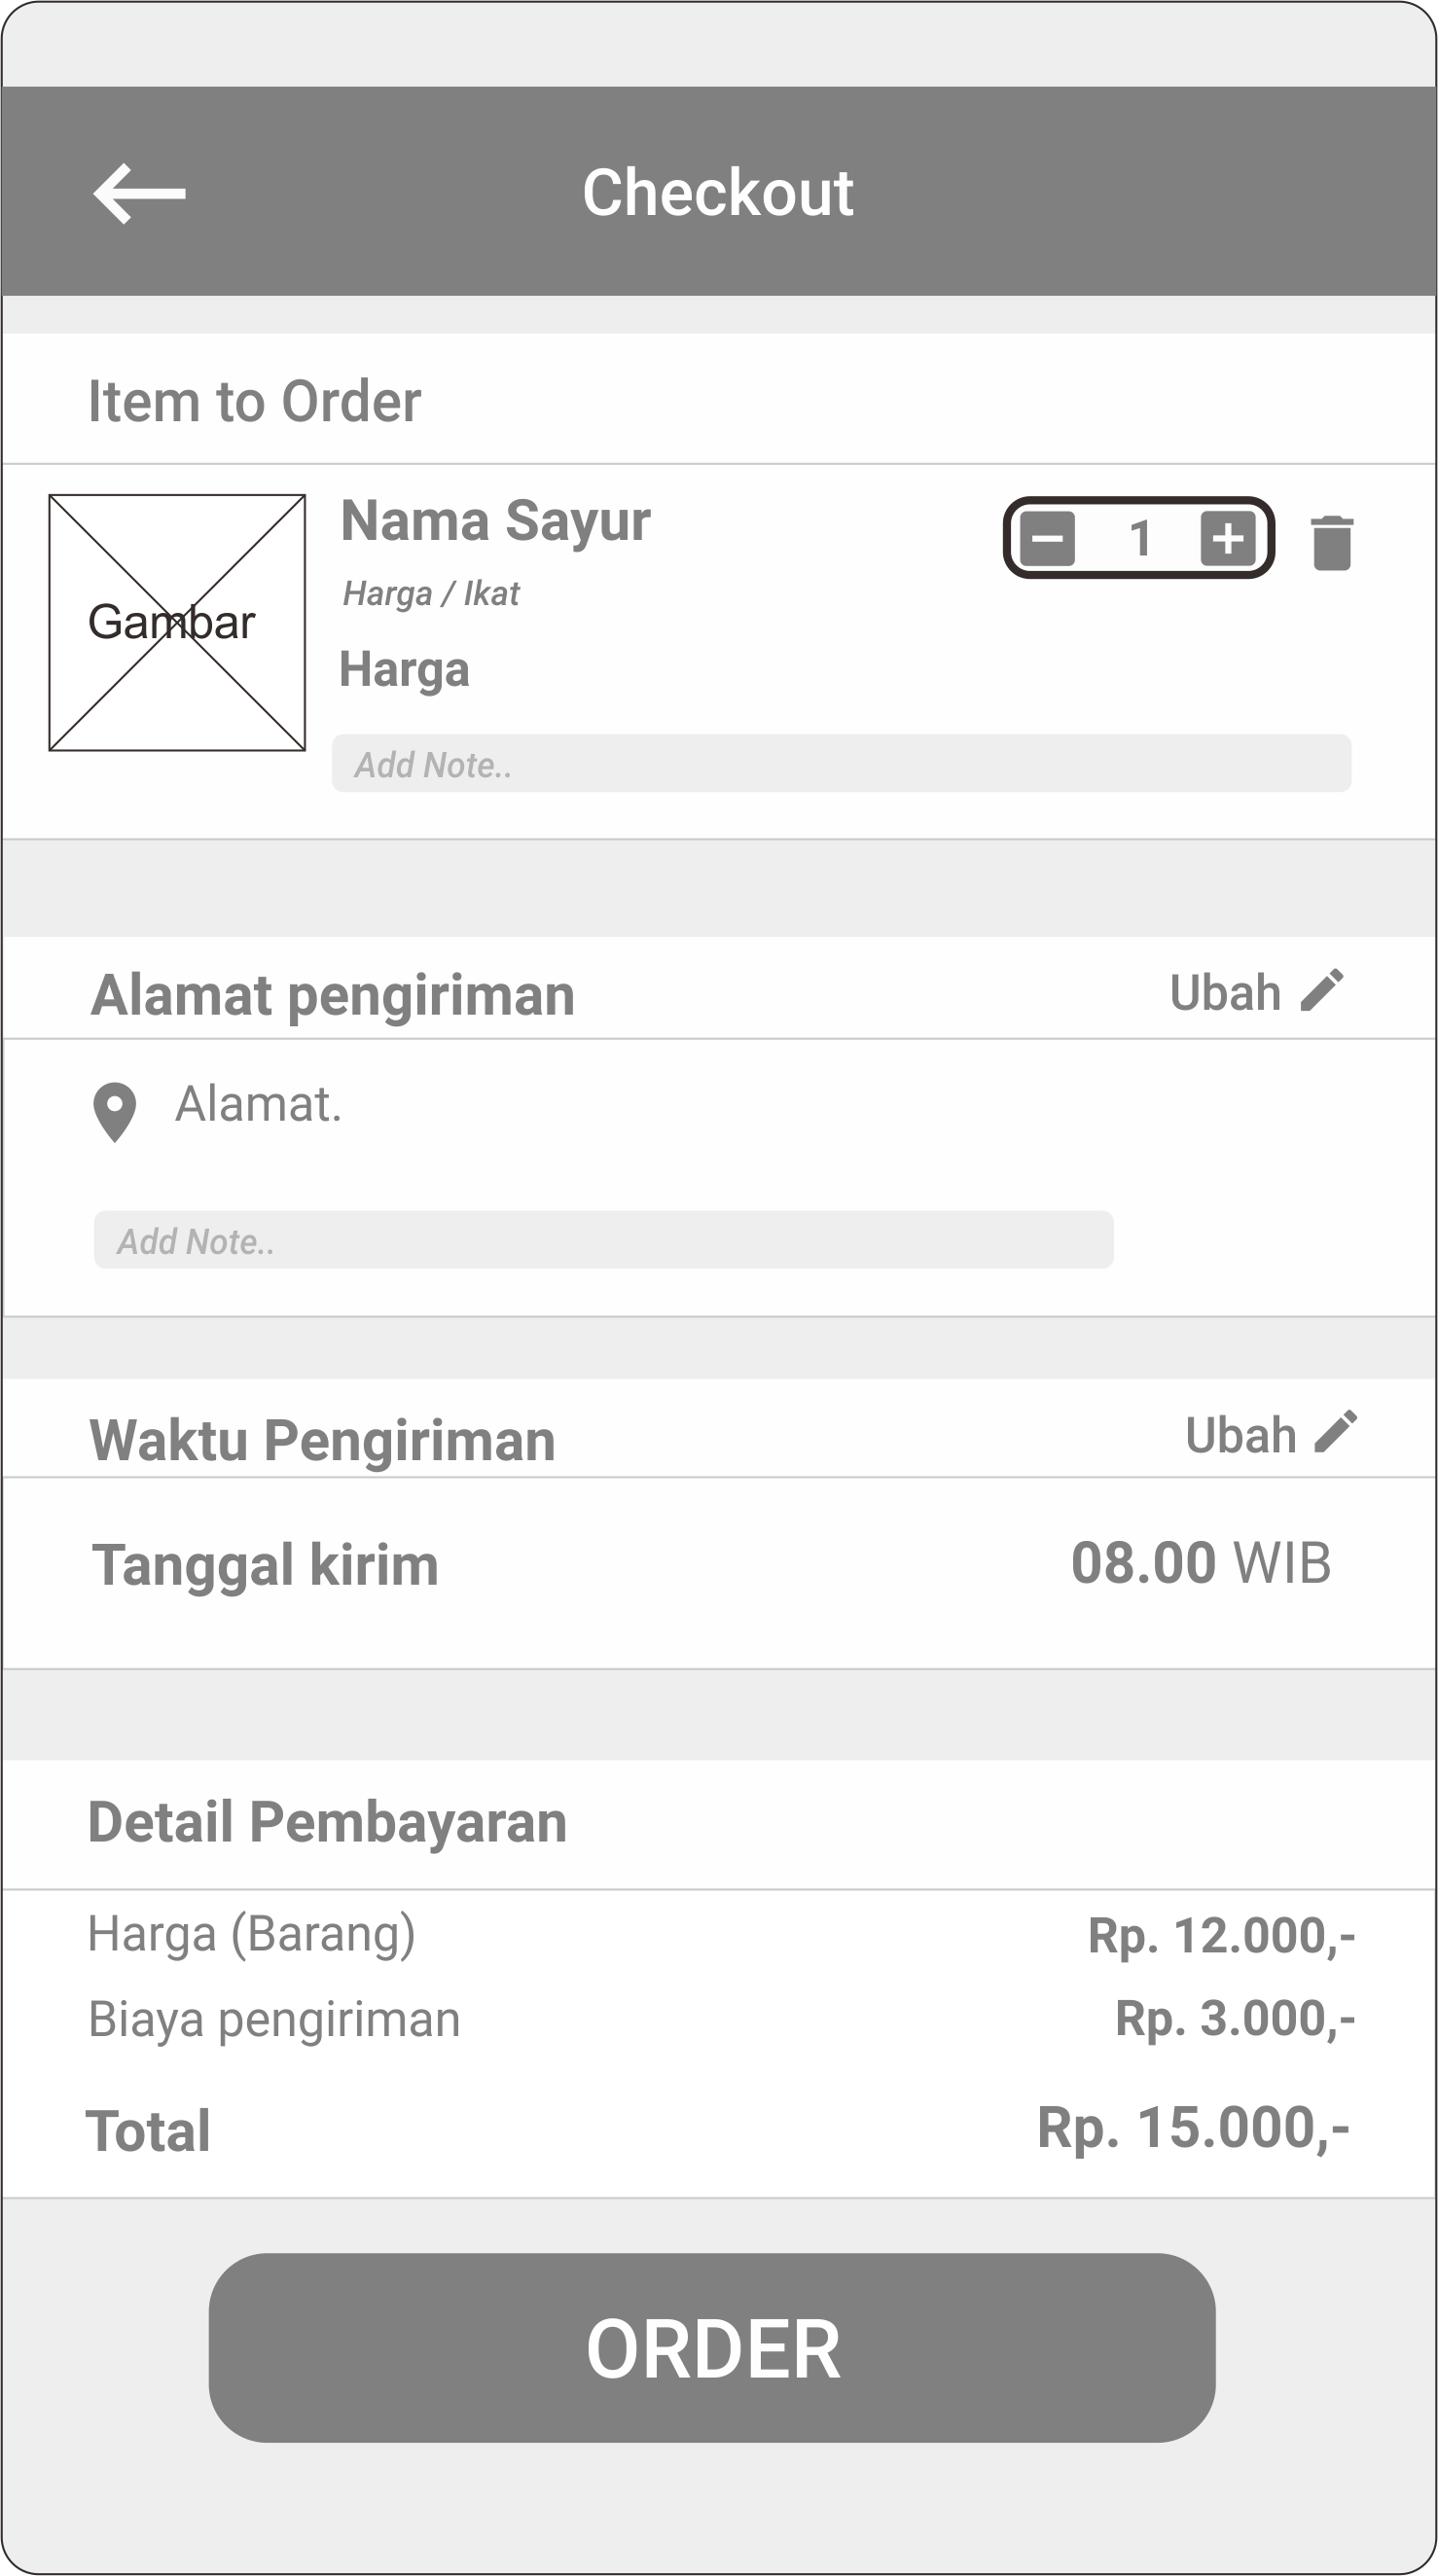 Checkout
Item to Order
Nama Sayur
1
Harga / Ikat
Gambar
Harga
Add Note..
Alamat pengiriman
Ubah
Alamat.
Add Note..
Waktu Pengiriman
Ubah
Tanggal kirim
08.00 WIB
Detail Pembayaran
Harga (Barang)
Rp. 12.000,-
Biaya pengiriman
Rp. 3.000,-
Total
Rp. 15.000,-
ORDER